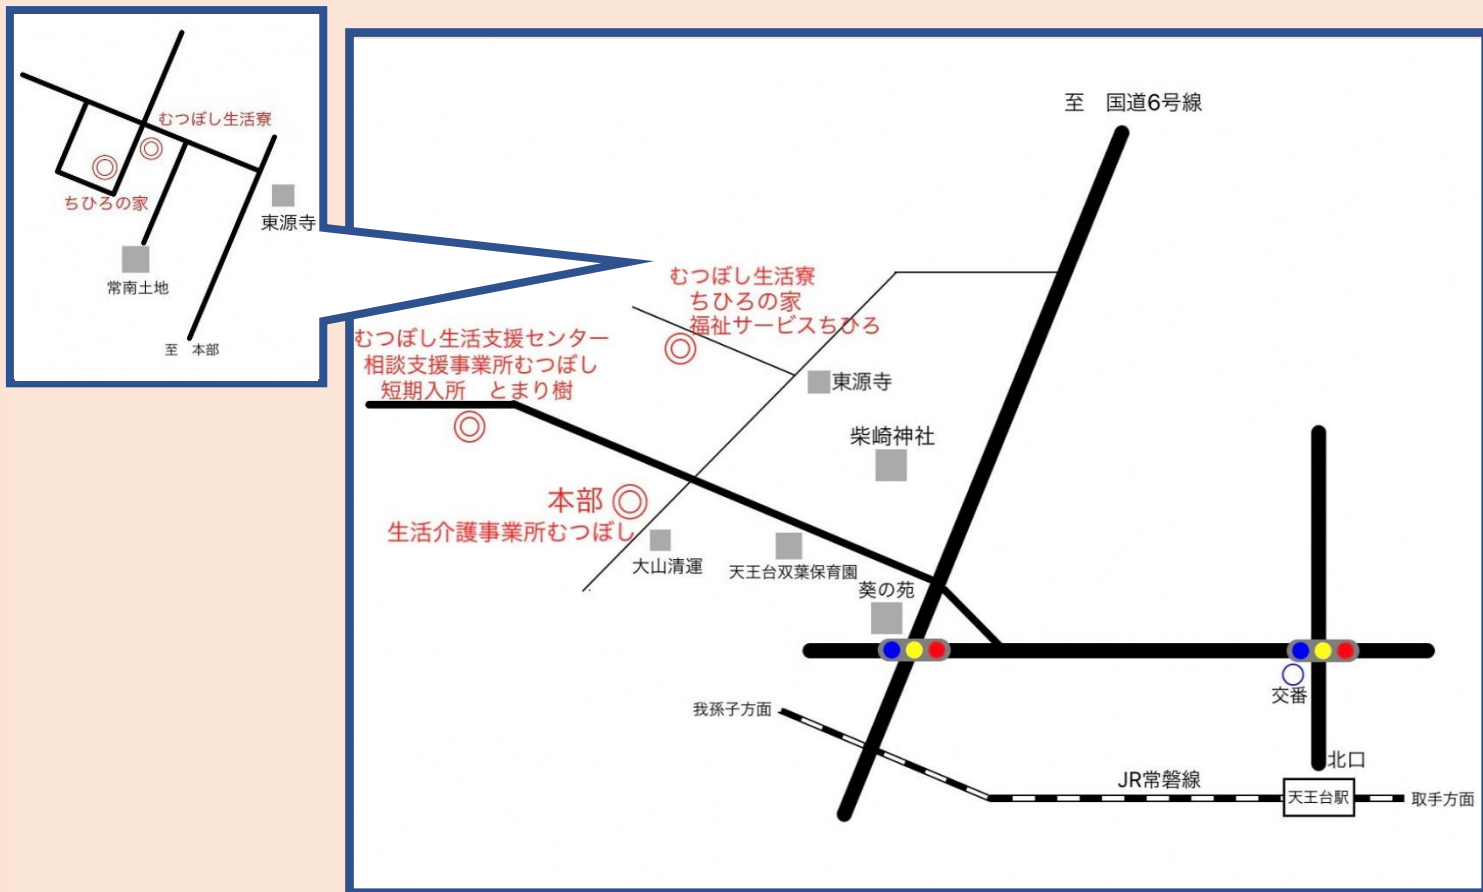 むつぼし生活寮
ちひろの家
東源寺
常南土地
至　本部
至　国道6号線
むつぼし生活寮
ちひろの家
福祉サービスちひろ
むつぼし生活支援センター
相談支援事業所むつぼし
短期入所　とまり樹
東源寺
柴崎神社
本部
生活介護事業所むつぼし
大山清運
天王台双葉保育園
葵の苑
交番
我孫子方面
北口
JR常磐線
天王台駅
取手方面